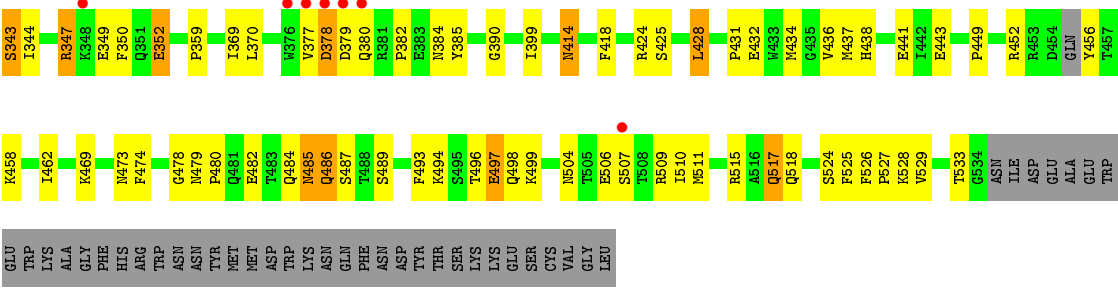 S343 I344 R347 K348 E349 F350 Q351 E352 P359 I369 L370 W376 V377 D378 D379 Q380 R381 P382 E383 N384 Y385 G390 I399 N414 F418 R424 S425 L428 P431 E432 W433 M434 G435 V436 M437 H438 E441 I442 E443 P449 R452 R453 D454 GLN Y456 T457
K458 I462 K469 N473 F474 G478 N479 P480 Q481 E482 T483 Q484 N485 Q486 S487 T488 S489 F493 K494 S495 T496 E497 Q498 K499 N504 T505 E506 S507 T508 R509 I510 M511 R515 A516 Q517 Q518 S524 F525 F526 P527 K528 V529 T533 G534 ASN ILE ASP GLU ALA GLU TRP
GLU TRP LYS ALA GLY PHE HIS ARG TRP ASN ASN TYR MET MET ASP TRP LYS ASN GLN PHE ASN ASP TYR THR SER LYS LYS GLU SER CYS VAL GLY LEU